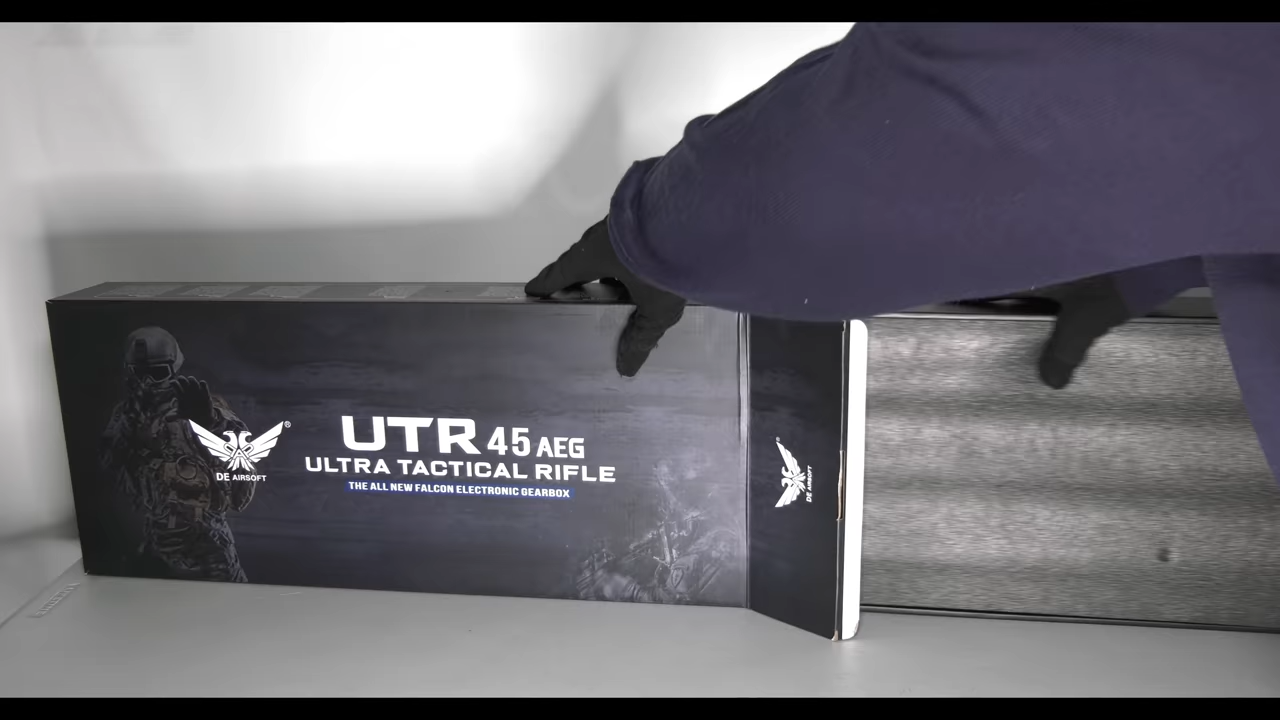 UTR 45 AEG
ULTRA TACTICAL RIFLE
THE ALL NEW FALCON ELECTRONIC GEARBOX
®
DE AIRSOFT
®
DE AIRSOFT